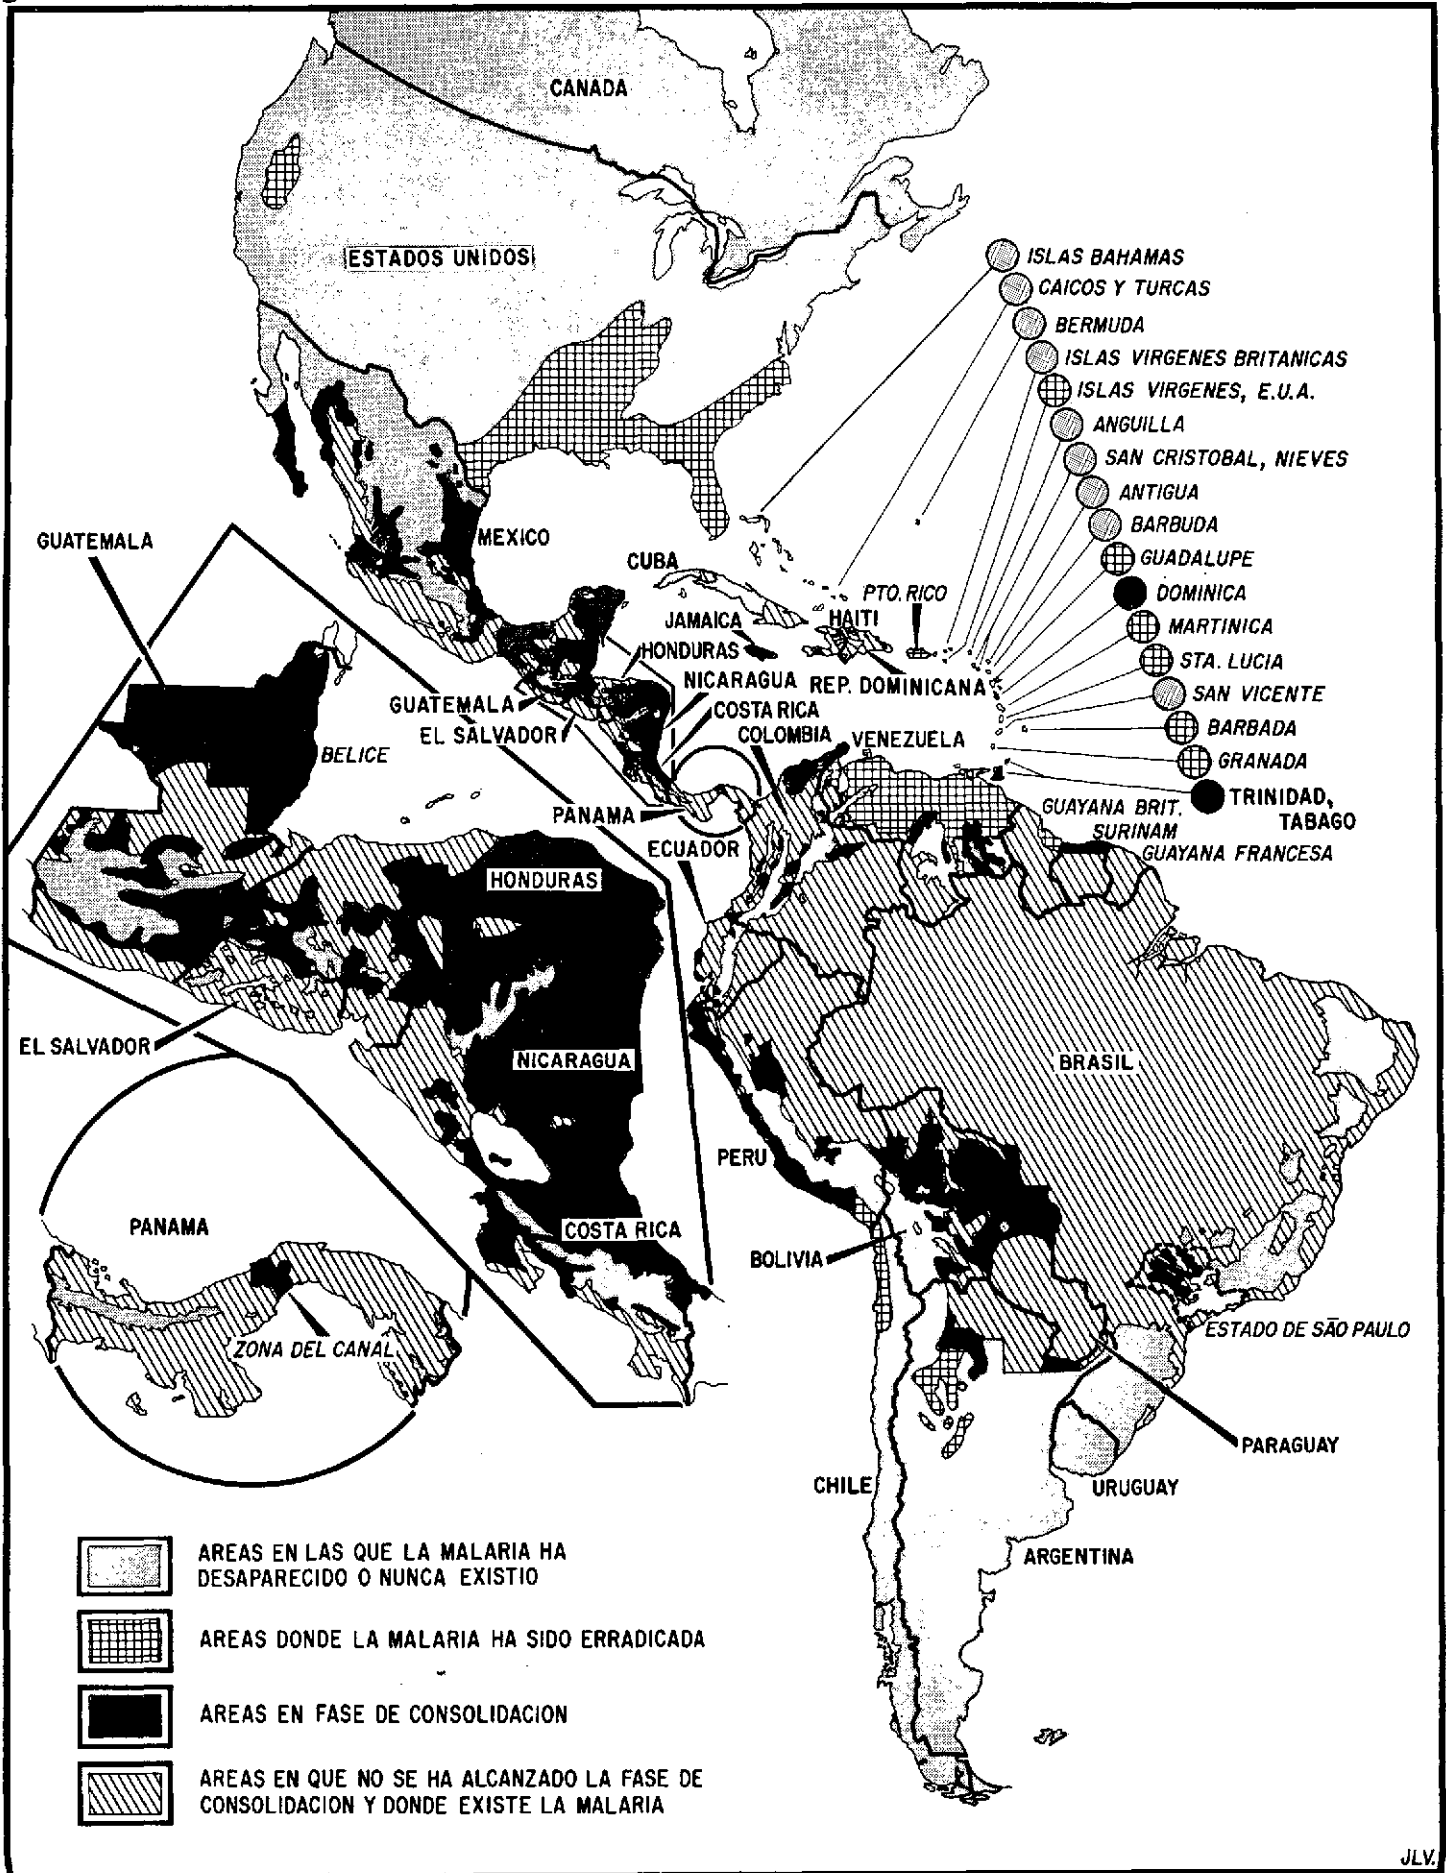 CANADA
ESTADOS UNIDOS
ISLAS BAHAMAS
CAICOS Y TURCAS
BERMUDA
ISLAS VIRGENES BRITANICAS
ISLAS VIRGENES, E.U.A.
ANGUILLA
SAN CRISTOBAL, NIEVES
ANTIGUA
BARBUDA
GUADALUPE
DOMINICA
MARTINICA
STA. LUCIA
SAN VICENTE
BARBADA
GRANADA
TRINIDAD,
TABAGO
MEXICO
CUBA
PTO. RICO
JAMAICA
HAITI
HONDURAS
NICARAGUA
REP. DOMINICANA
GUATEMALA
COSTA RICA
EL SALVADOR
COLOMBIA
VENEZUELA
PANAMA
GUAYANA BRIT.
SURINAM
GUAYANA FRANCESA
ECUADOR
GUATEMALA
BELICE
HONDURAS
EL SALVADOR
NICARAGUA
COSTA RICA
PANAMA
ZONA DEL CANAL
BRASIL
PERU
BOLIVIA
ESTADO DE SÃO PAULO
PARAGUAY
CHILE
URUGUAY
ARGENTINA
AREAS EN LAS QUE LA MALARIA HA
DESAPARECIDO O NUNCA EXISTIO
AREAS DONDE LA MALARIA HA SIDO ERRADICADA
AREAS EN FASE DE CONSOLIDACION
AREAS EN QUE NO SE HA ALCANZADO LA FASE DE
CONSOLIDACION Y DONDE EXISTE LA MALARIA
JLV.